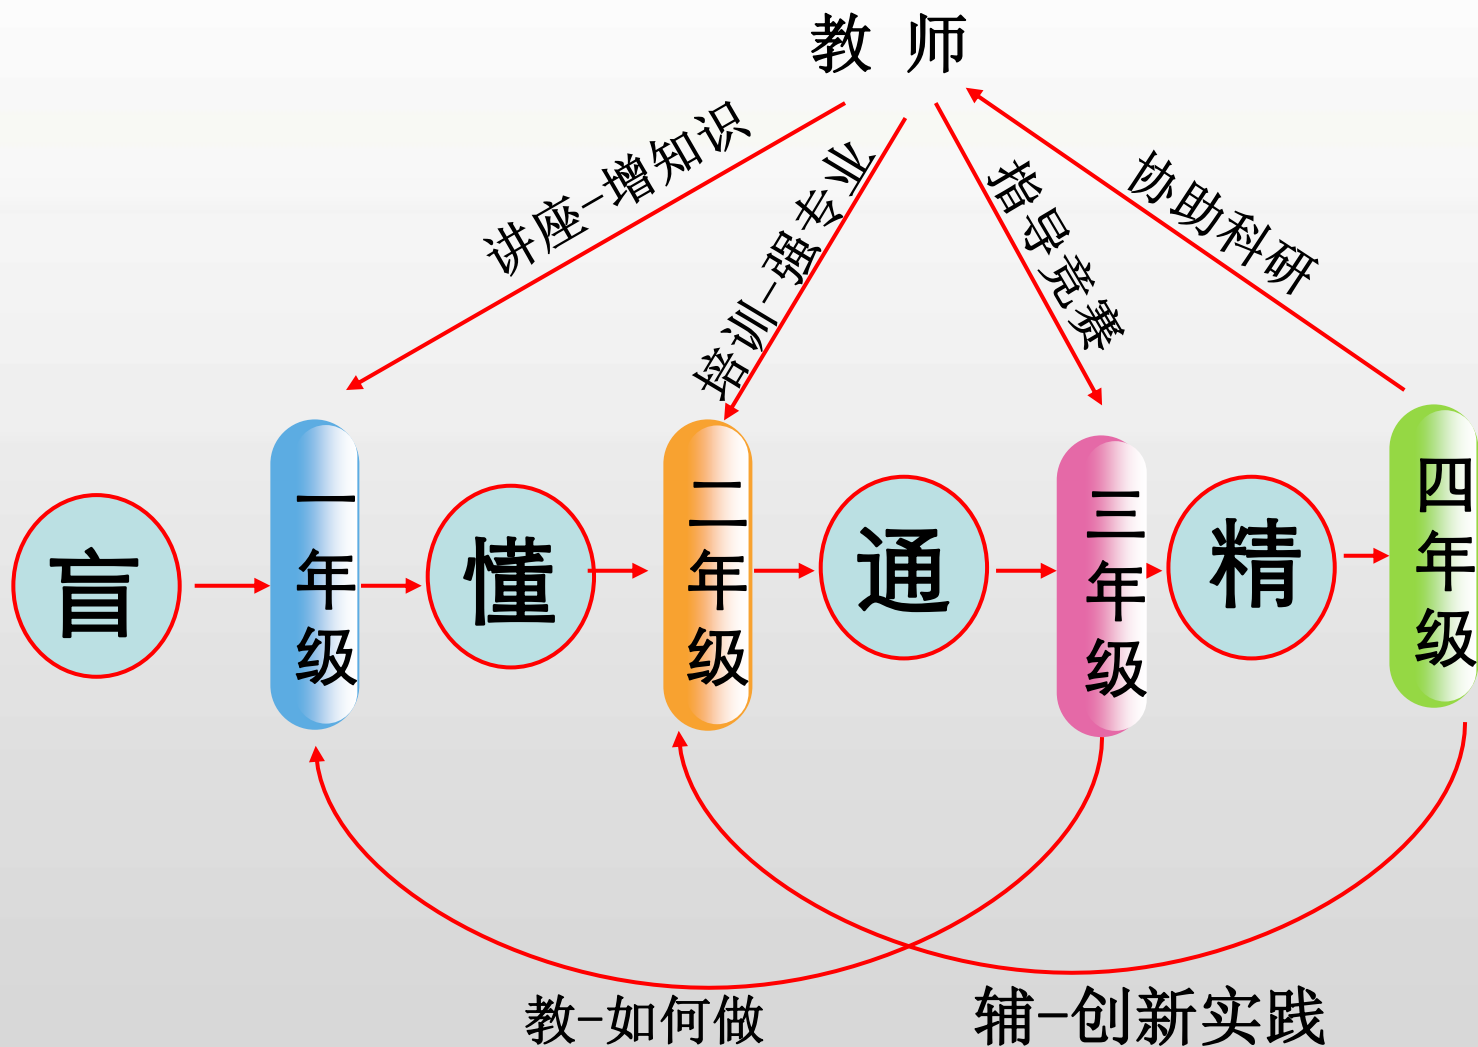 教 师
讲座-增知识
培训-强专业
指导竞赛
协助科研
盲
一年级
懂
二年级
通
三年级
精
四年级
教-如何做
辅-创新实践